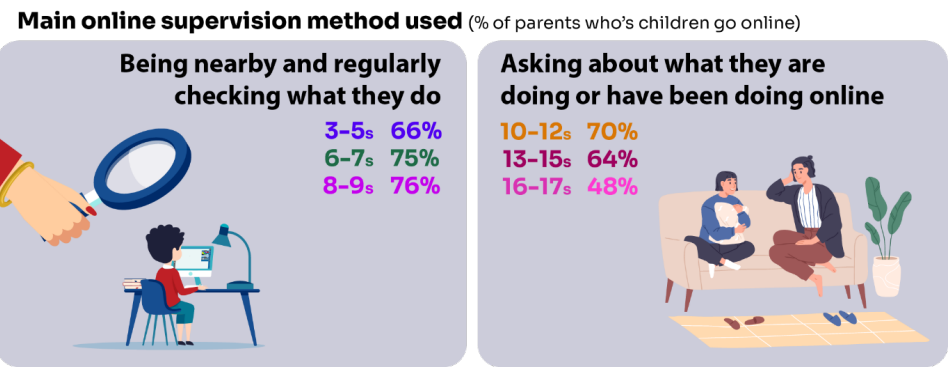 Main online supervision method used (% of parents who's children go online)
Being nearby and regularly
checking what they do
3-5s 66%
6-7s 75%
8-9s 76%
Asking about what they are
doing or have been doing online
10-12s 70%
13-15s 64%
16-17s 48%